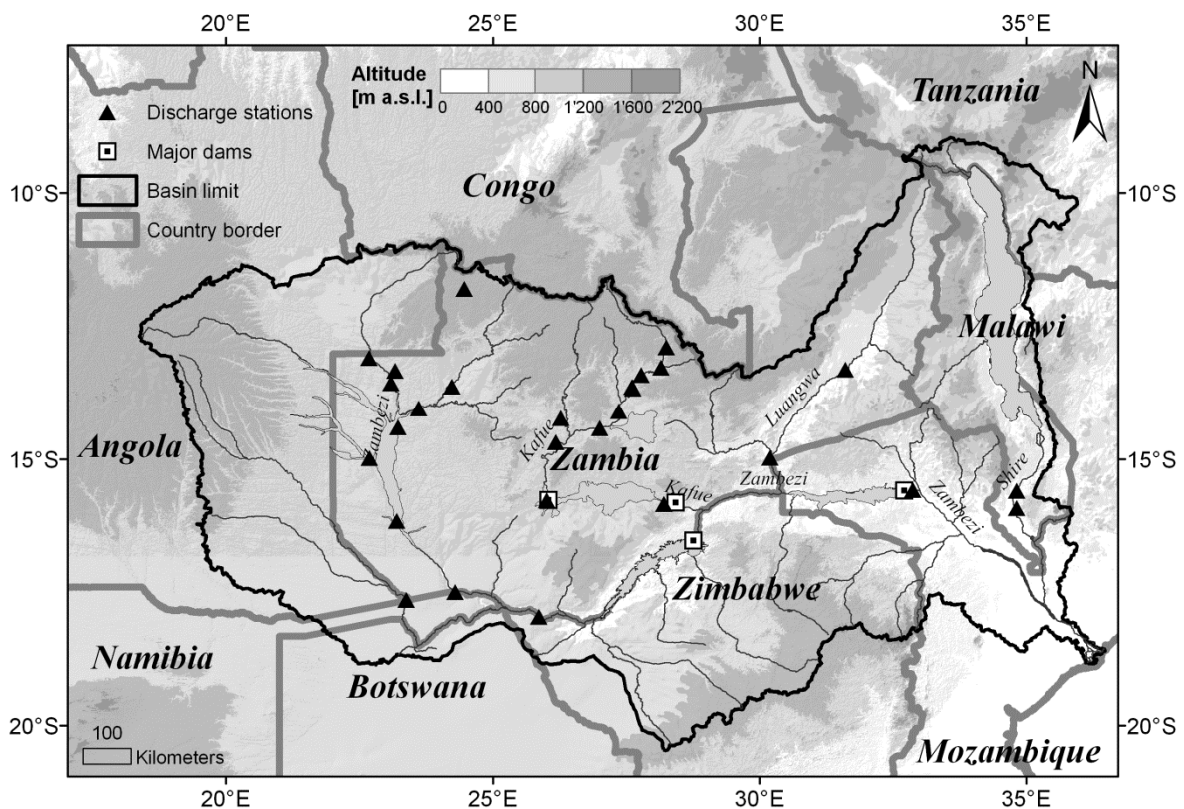 20°E 25°E 30°E 35°E
Altitude
[m a.s.l.]
0 400 800 1'200 1'600 2'200
N
Tanzania
Discharge stations
Major dams
Basin limit
Country border
10°S 10°S
Congo
Malawi
Luangwa
Zambezi
Kafue
Angola
Zambia
15°S 15°S
Shire
Zambezi
Kafue
Zambezi
Zimbabwe
Namibia
Botswana
20°S 20°S
Mozambique
100
Kilometers
20°E 25°E 30°E 35°E